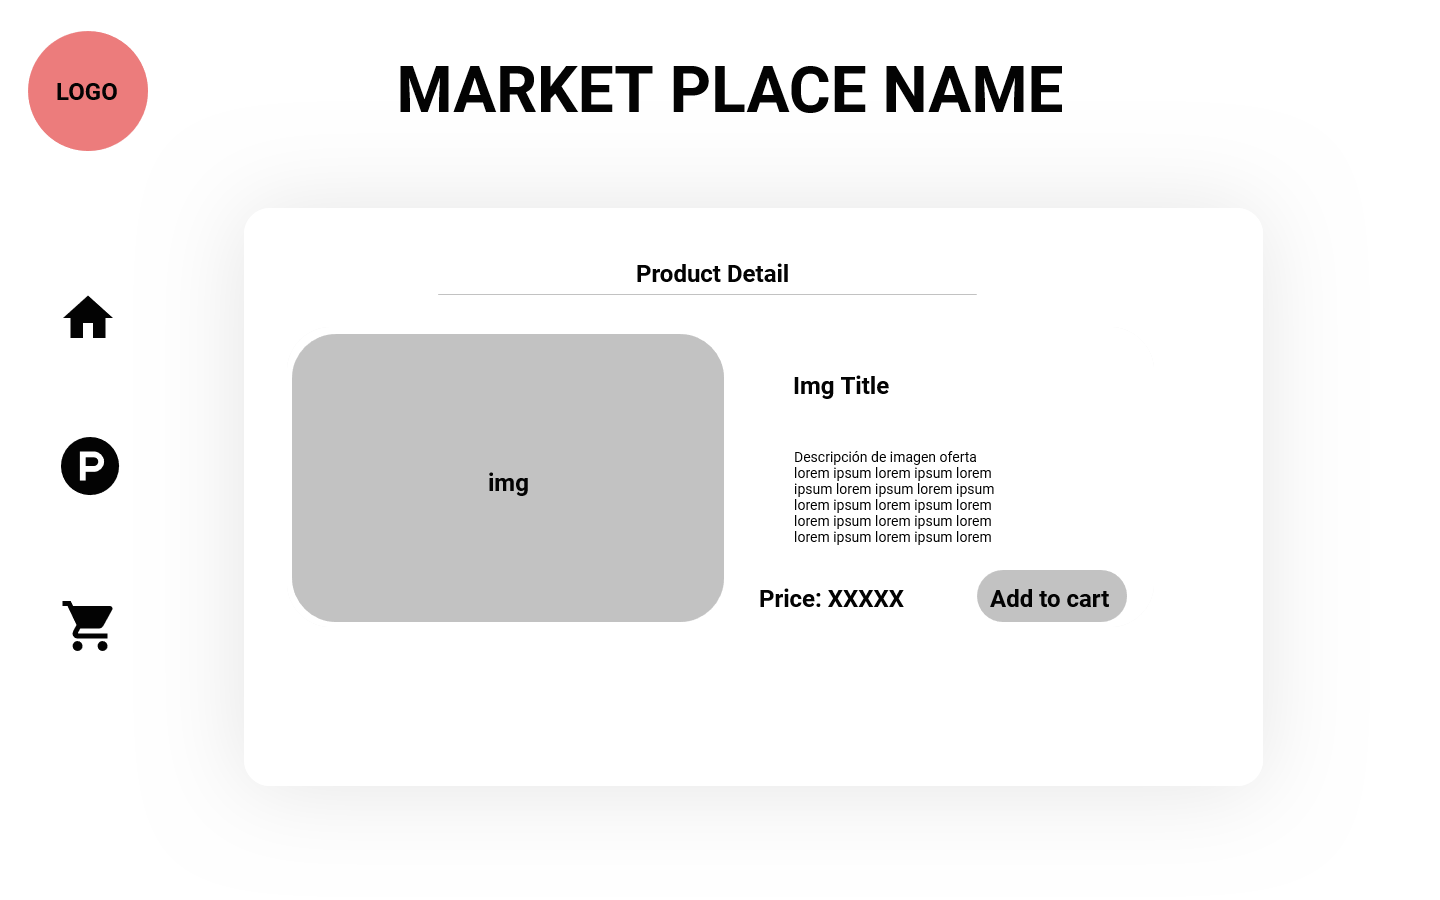 LOGO
MARKET PLACE NAME
Product Detail
Img Title
P
img
Descripción de imagen oferta
lorem ipsum lorem ipsum lorem
ipsum lorem ipsum lorem ipsum
lorem ipsum lorem ipsum lorem
lorem ipsum lorem ipsum lorem
lorem ipsum lorem ipsum lorem
Price: XXXXX
Add to cart